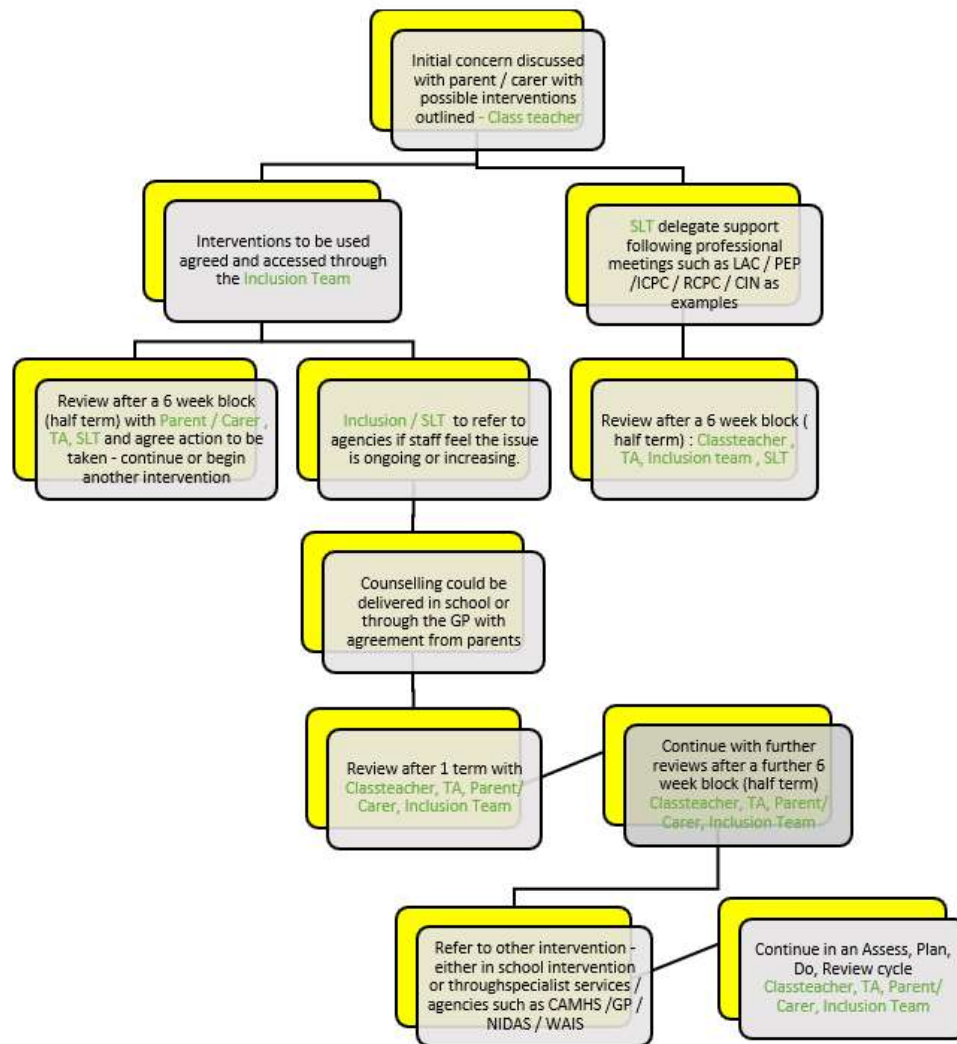 Initial concern discussed
with parent / carer with
possible interventions
outlined - Class teacher
Interventions to be used
agreed and accessed through
the Inclusion Team
SLT delegate support
following professional
meetings such as LAC / PEP
/ICPC / RCPC / CIN as
examples
Review after a 6 week block
(half term) with Parent / Carer ,
TA, SLT and agree action to be
taken - continue or begin
another intervention
Inclusion / SLT to refer to
agencies if staff feel the issue
is ongoing or increasing.
Review after a 6 week block (
half term) : Classteacher ,
TA, Inclusion team , SLT
Counselling could be
delivered in school or
through the GP with
agreement from parents
Review after 1 term with
Classteacher, TA, Parent/
Carer, Inclusion Team
Continue with further
reviews after a further 6
week block (half term)
Classteacher, TA, Parent/
Carer, Inclusion Team
Refer to other intervention -
either in school intervention
or throughspecialist services /
agencies such as CAMHS /GP /
NIDAS / WAIS
Continue in an Assess, Plan,
Do, Review cycle
Classteacher, TA, Parent/
Carer, Inclusion Team